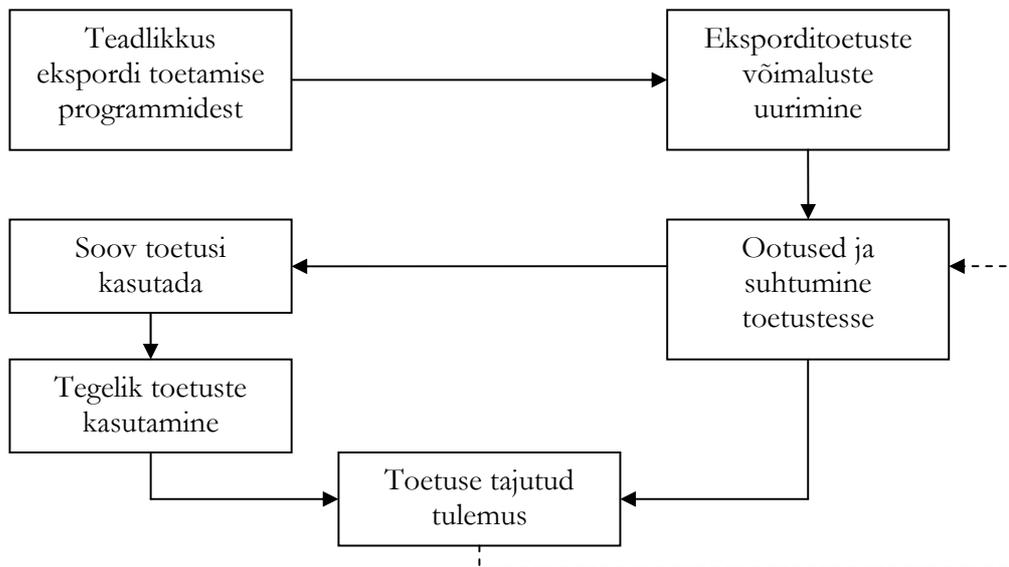 Teadlikkus
ekspordi toetamise
programmidest
Eksporditoetuste
võimaluste
uurimine
Soov toetusi
kasutada
Ootused ja
suhtumine
toetustesse
Tegelik toetuste
kasutamine
Toetuse tajutud
tulemus